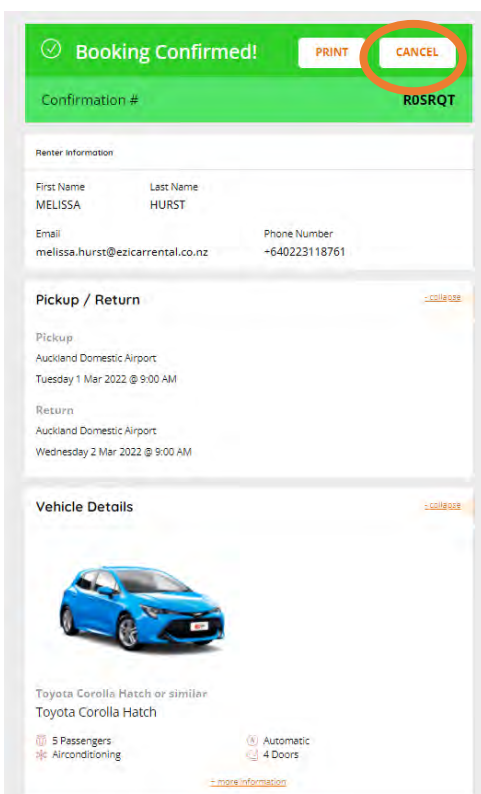 Booking Confirmed! PRINT CANCEL
Confirmation # R0SRQT
Renter Information
First Name Last Name
MELISSA HURST
Email Phone Number
melissa.hurst@ezicarrental.co.nz +640223118761
Pickup / Return - collapse
Pickup
Auckland Domestic Airport
Tuesday 1 Mar 2022 @ 9:00 AM
Return
Auckland Domestic Airport
Wednesday 2 Mar 2022 @ 9:00 AM
Vehicle Details - collapse
Toyota Corolla Hatch or similar
Toyota Corolla Hatch
5 Passengers Automatic
Airconditioning 4 Doors
+ more information